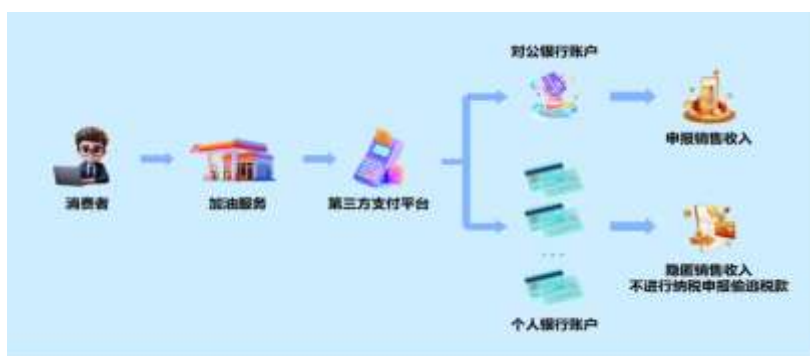 对公银行账户
申报销售收入
消费者
加油服务
第三方支付平台
隐匿销售收入
不进行纳税申报偷逃税款
个人银行账户